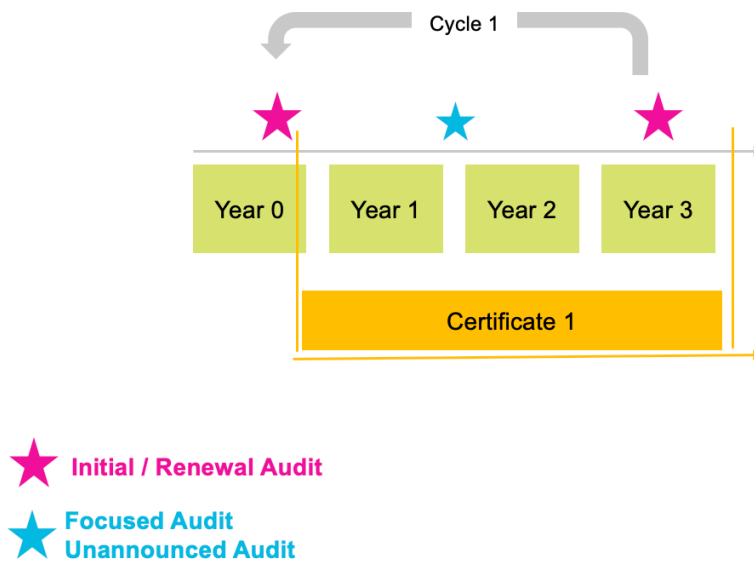 Cycle 1
Year 0
Year 1
Year 2
Year 3
Certificate 1
Initial / Renewal Audit
Focused Audit
Unannounced Audit